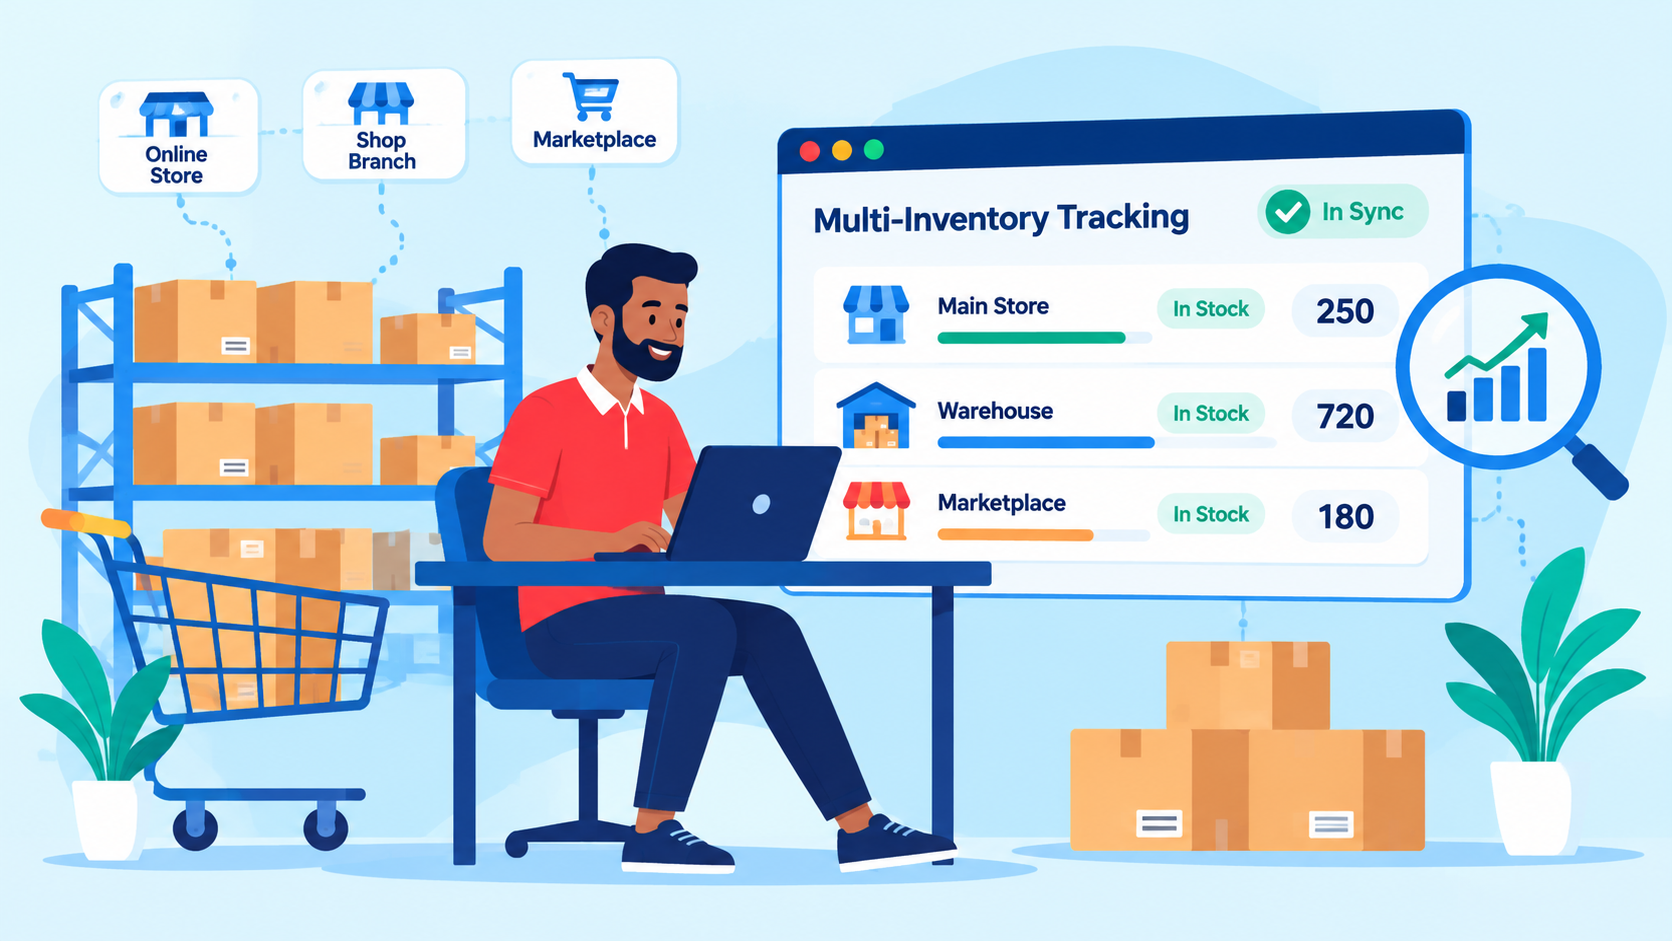 Online
Store
Shop
Branch
Marketplace
Multi-Inventory Tracking
In Sync
Main Store
In Stock
250
Warehouse
In Stock
720
Marketplace
In Stock
180